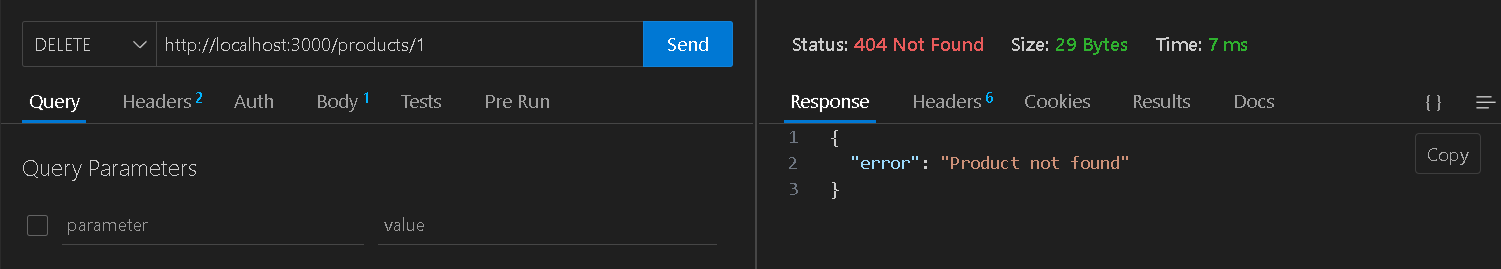 DELETE http://localhost:3000/products/1 Send
Query Headers 2 Auth Body 1 Tests Pre Run
Query Parameters
parameter value
Status: 404 Not Found Size: 29 Bytes Time: 7 ms
Response Headers 6 Cookies Results Docs { }
1 {
2 "error": "Product not found"
3 }
Copy